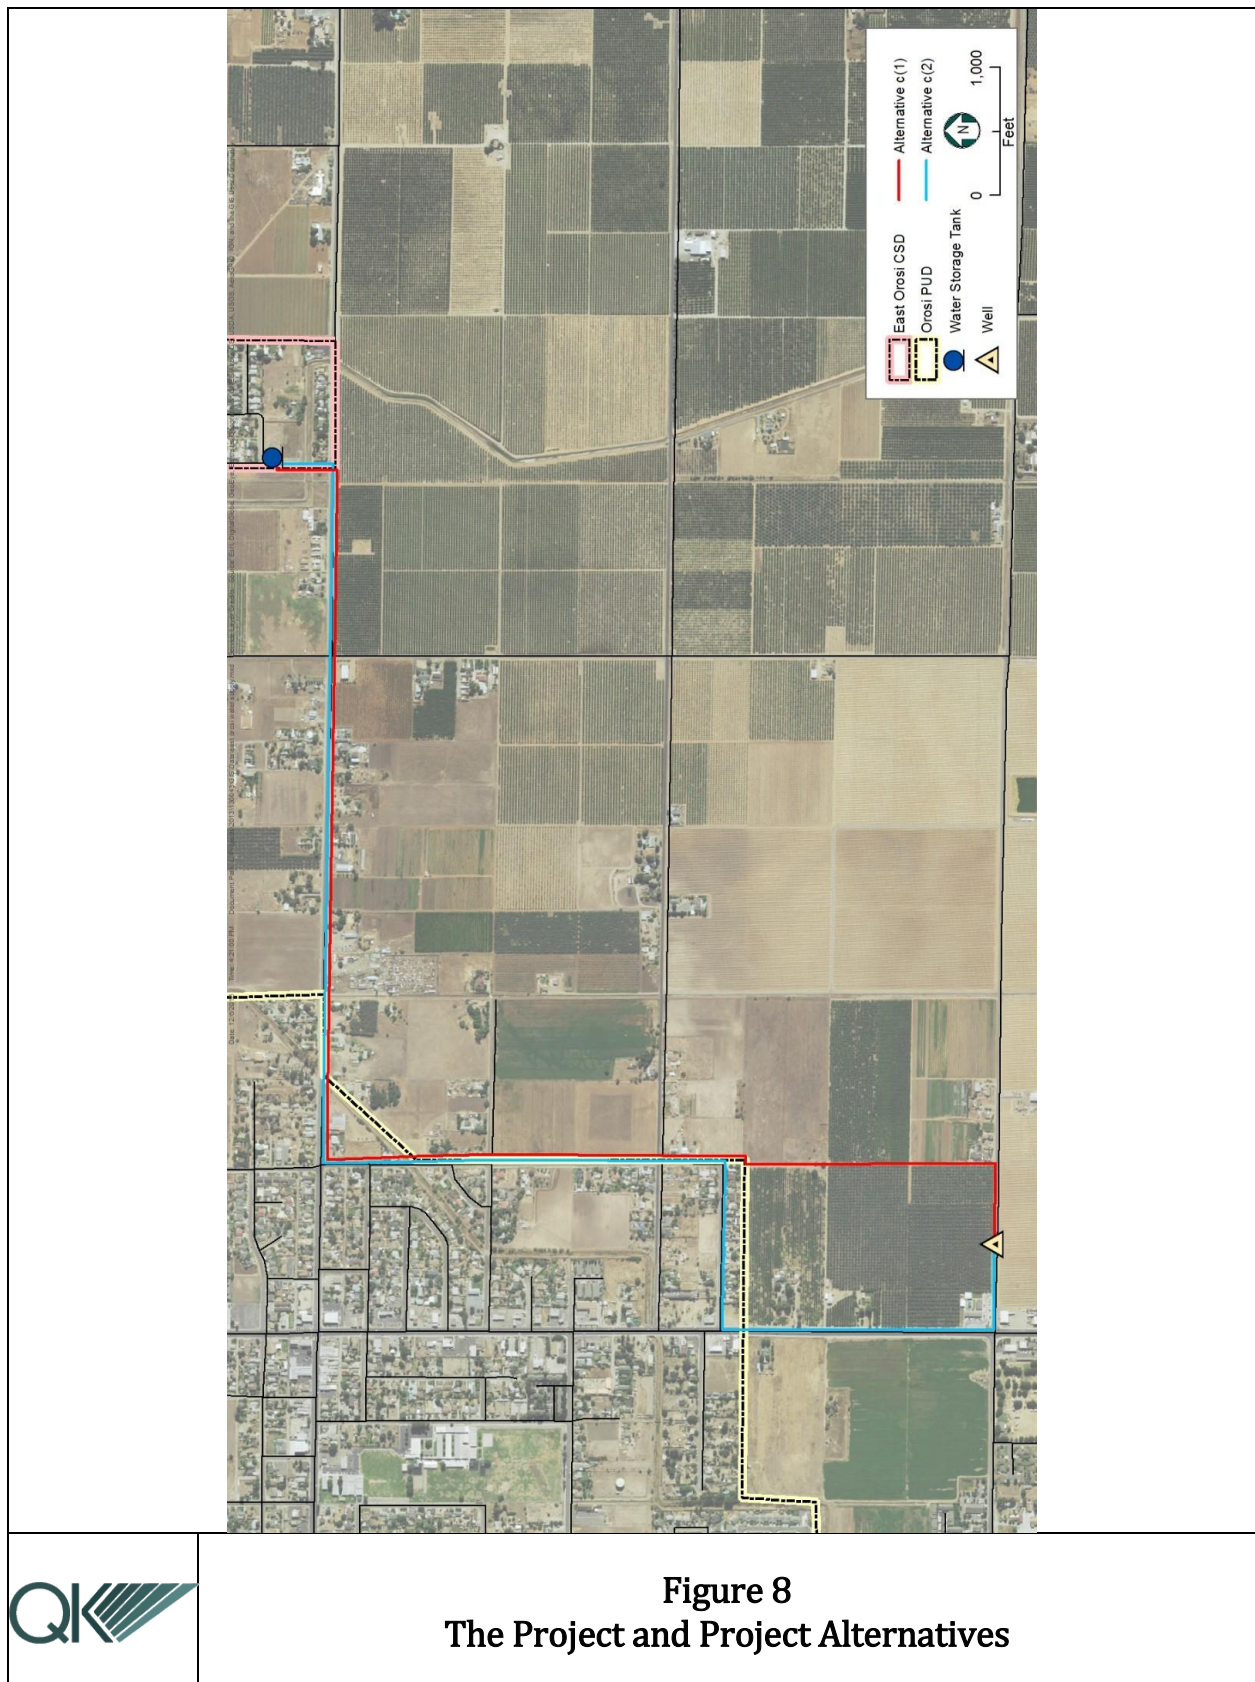 East Orosi CSD
Orosi PUD
Water Storage Tank
Well
Alternative c(1)
Alternative c(2)
N
0
1,000
Feet
QK
Figure 8
The Project and Project Alternatives